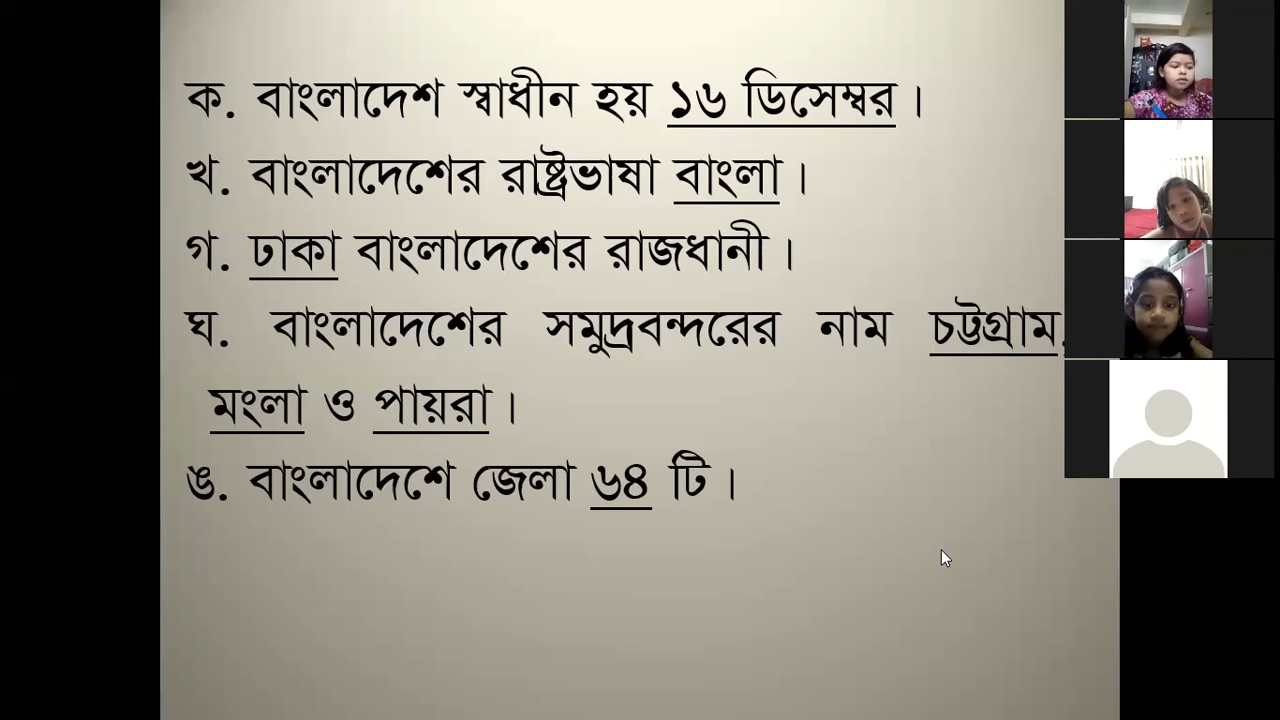 ক. বাংলাদেশ স্বাধীন হয় ১৬ ডিসেম্বর।
খ. বাংলাদেশের রাষ্ট্রভাষা বাংলা।
গ. ঢাকা বাংলাদেশের রাজধানী।
ঘ. বাংলাদেশের সমুদ্রবন্দরের নাম চট্টগ্রাম,
মংলা ও পায়রা।
ঙ. বাংলাদেশে জেলা ৬৪ টি।